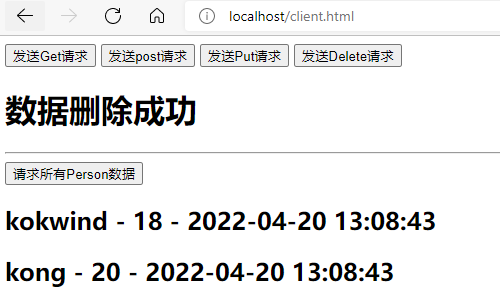 localhost/client.html
发送Get请求 发送post请求 发送Put请求 发送Delete请求
数据删除成功
请求所有Person数据
kokwind - 18 - 2022-04-20 13:08:43
kong - 20 - 2022-04-20 13:08:43